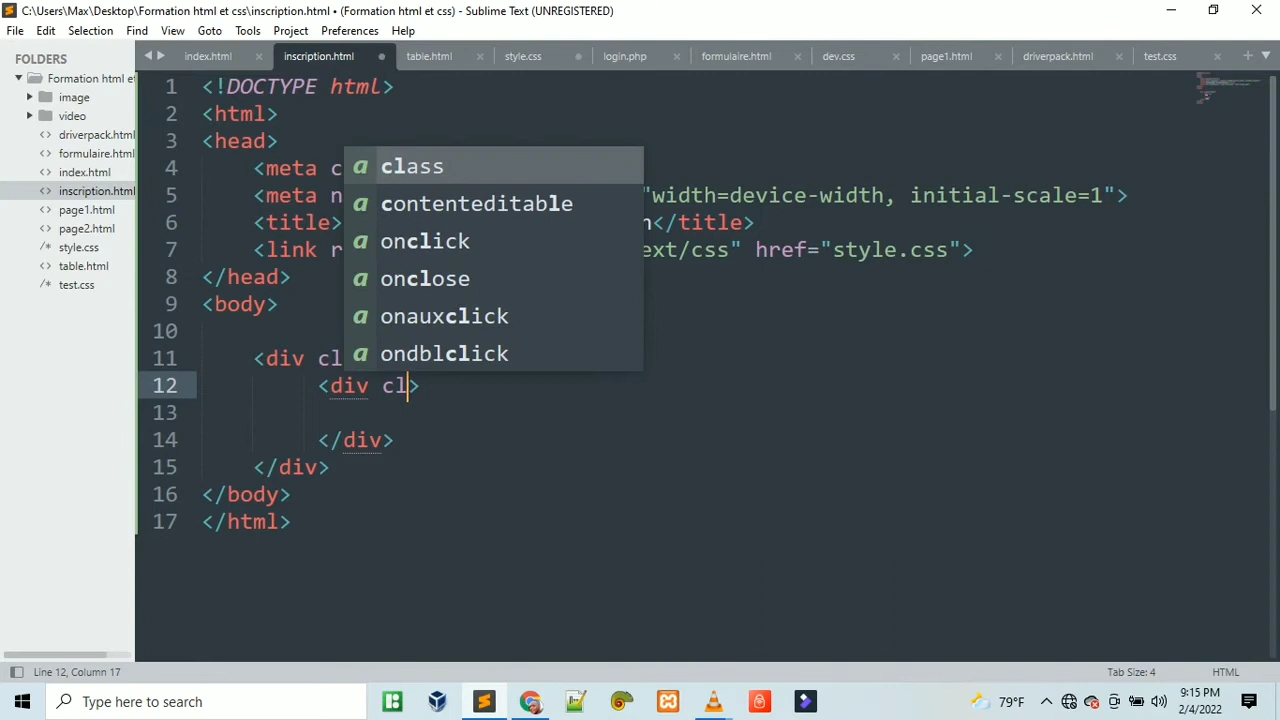 C:\Users\Max\Desktop\Formation html et css\inscription.html • (Formation html et css) - Sublime Text (UNREGISTERED)
File Edit Selection Find View Goto Tools Project Preferences Help
FOLDERS
Formation html et
image
video
driverpack.html
formulaire.html
index.html
inscription.html
page1.html
page2.html
style.css
table.html
test.css
index.html inscription.html table.html style.css login.php formulaire.html dev.css page1.html driverpack.html test.css
1 <!DOCTYPE html>
2 <html>
3 <head>
4 <meta c
5 <meta n "width=device-width, initial-scale=1">
6 <title> n</title>
7 <link r ext/css" href="style.css">
8 </head>
9 <body>
10
11 <div cl
12 <div cl>
13
14 </div>
15 </div>
16 </body>
17 </html>
a class
a contenteditable
a onclick
a onclose
a onauxclick
a ondblclick
Line 12, Column 17
Tab Size: 4
HTML
Type here to search
79°F
9:15 PM
2/4/2022